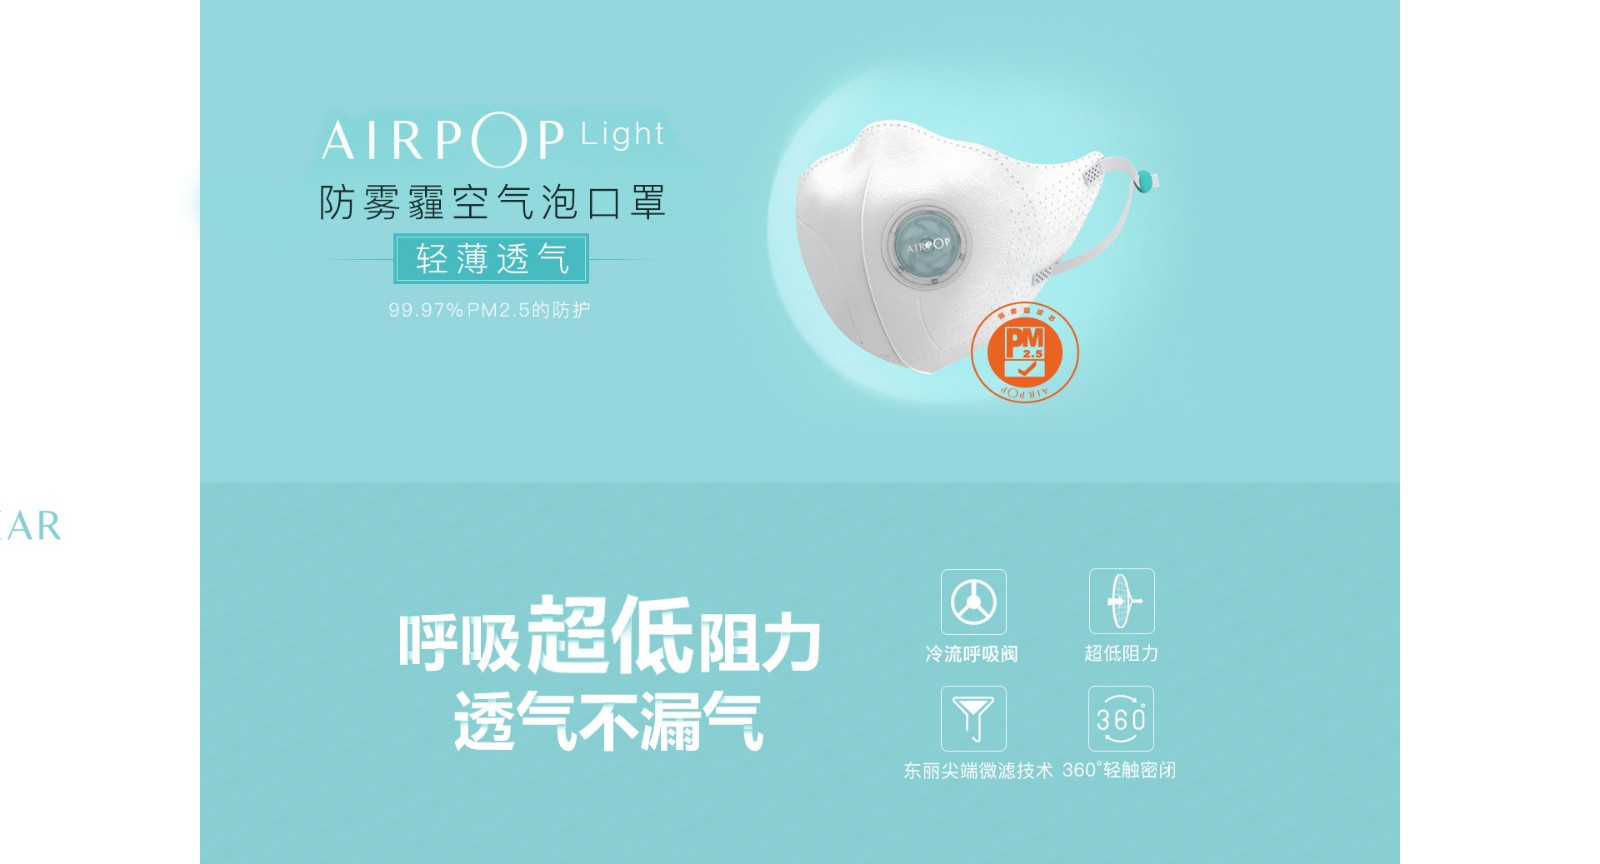 AIRPOP Light
防雾霾空气泡口罩
轻薄透气
99.97%PM2.5的防护
AIRPOP
PM
2.5
AIRPOP
EAR
呼吸超低阻力
透气不漏气
冷流呼吸阀
超低阻力
东丽尖端微滤技术
360°
360°轻触密闭